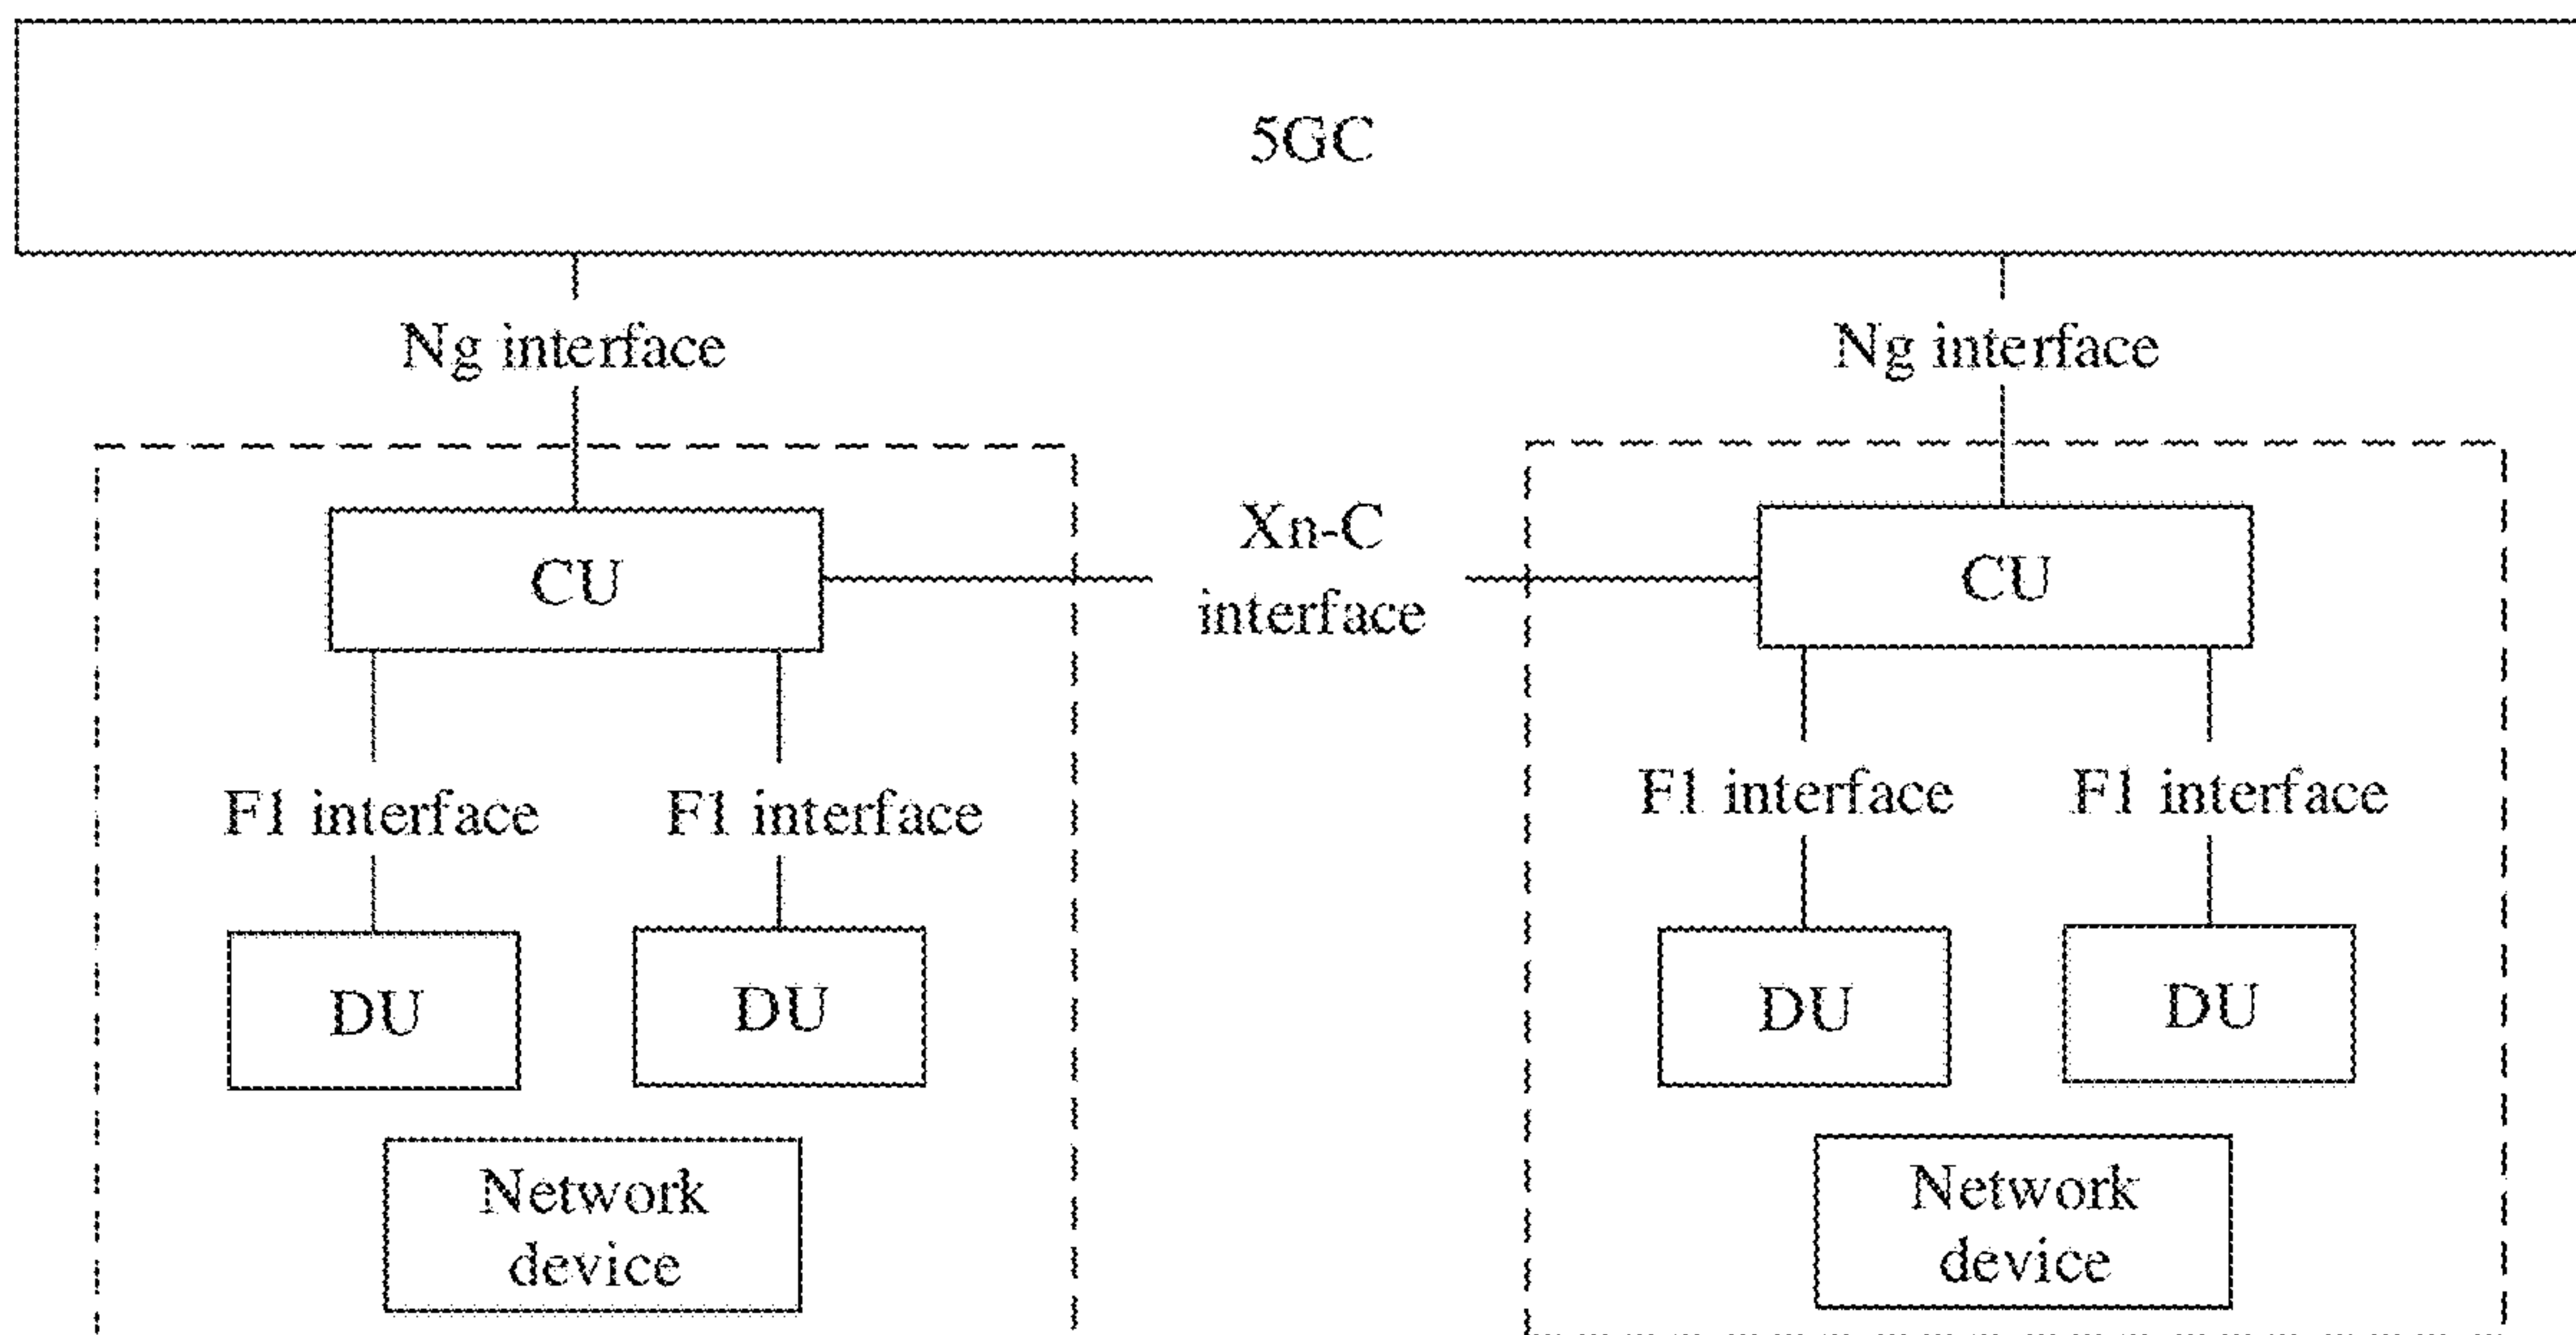 5GC
Ng interface
Ng interface
Xn-C
interface
CU
CU
F1 interface
F1 interface
F1 interface
F1 interface
DU
DU
DU
DU
Network
device
Network
device